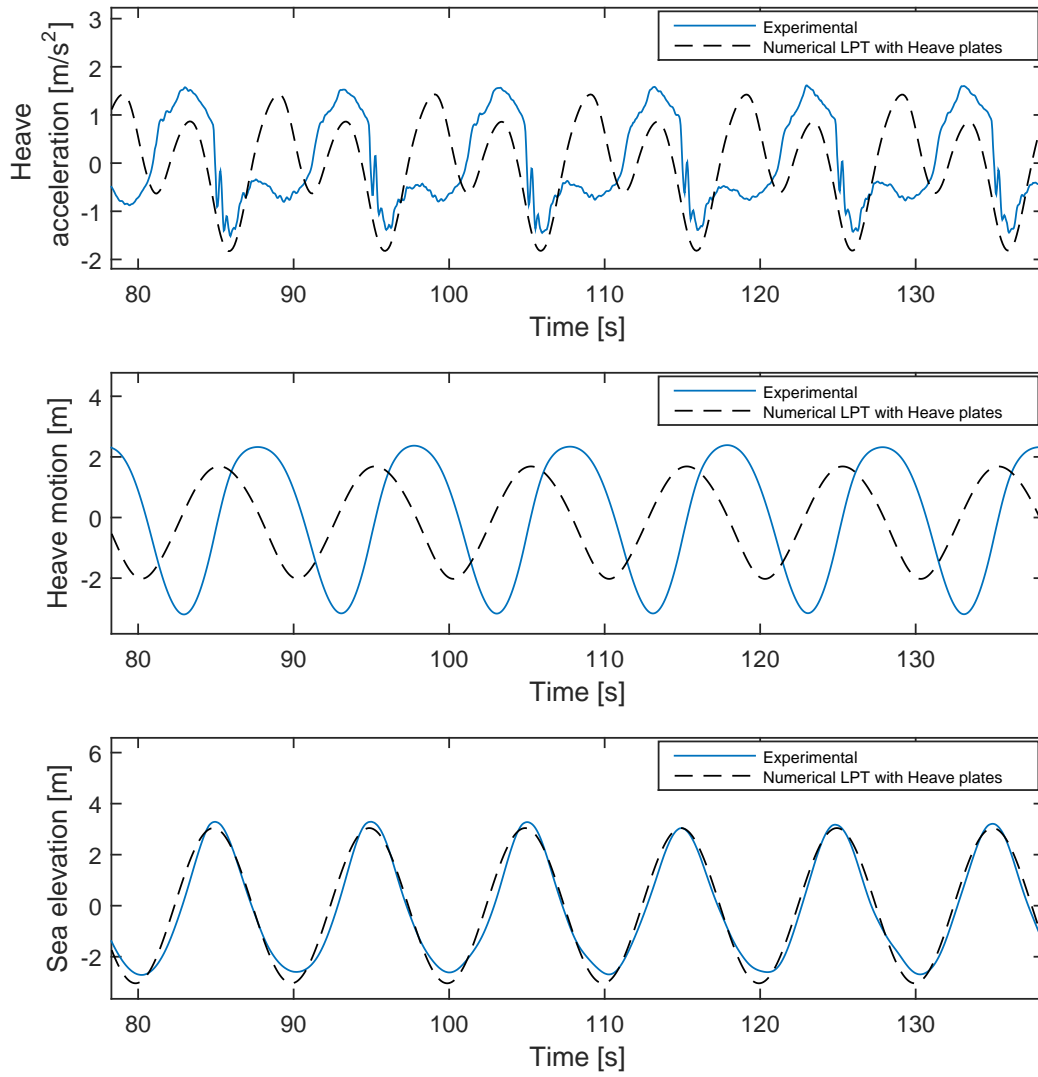 3
2
1
0
-1
-2
Heave
acceleration [m/s²]
Experimental
Numerical LPT with Heave plates
80 90 100 110 120 130
Time [s]
4
2
0
-2
Heave motion [m]
Experimental
Numerical LPT with Heave plates
80 90 100 110 120 130
Time [s]
6
4
2
0
-2
Sea elevation [m]
Experimental
Numerical LPT with Heave plates
80 90 100 110 120 130
Time [s]